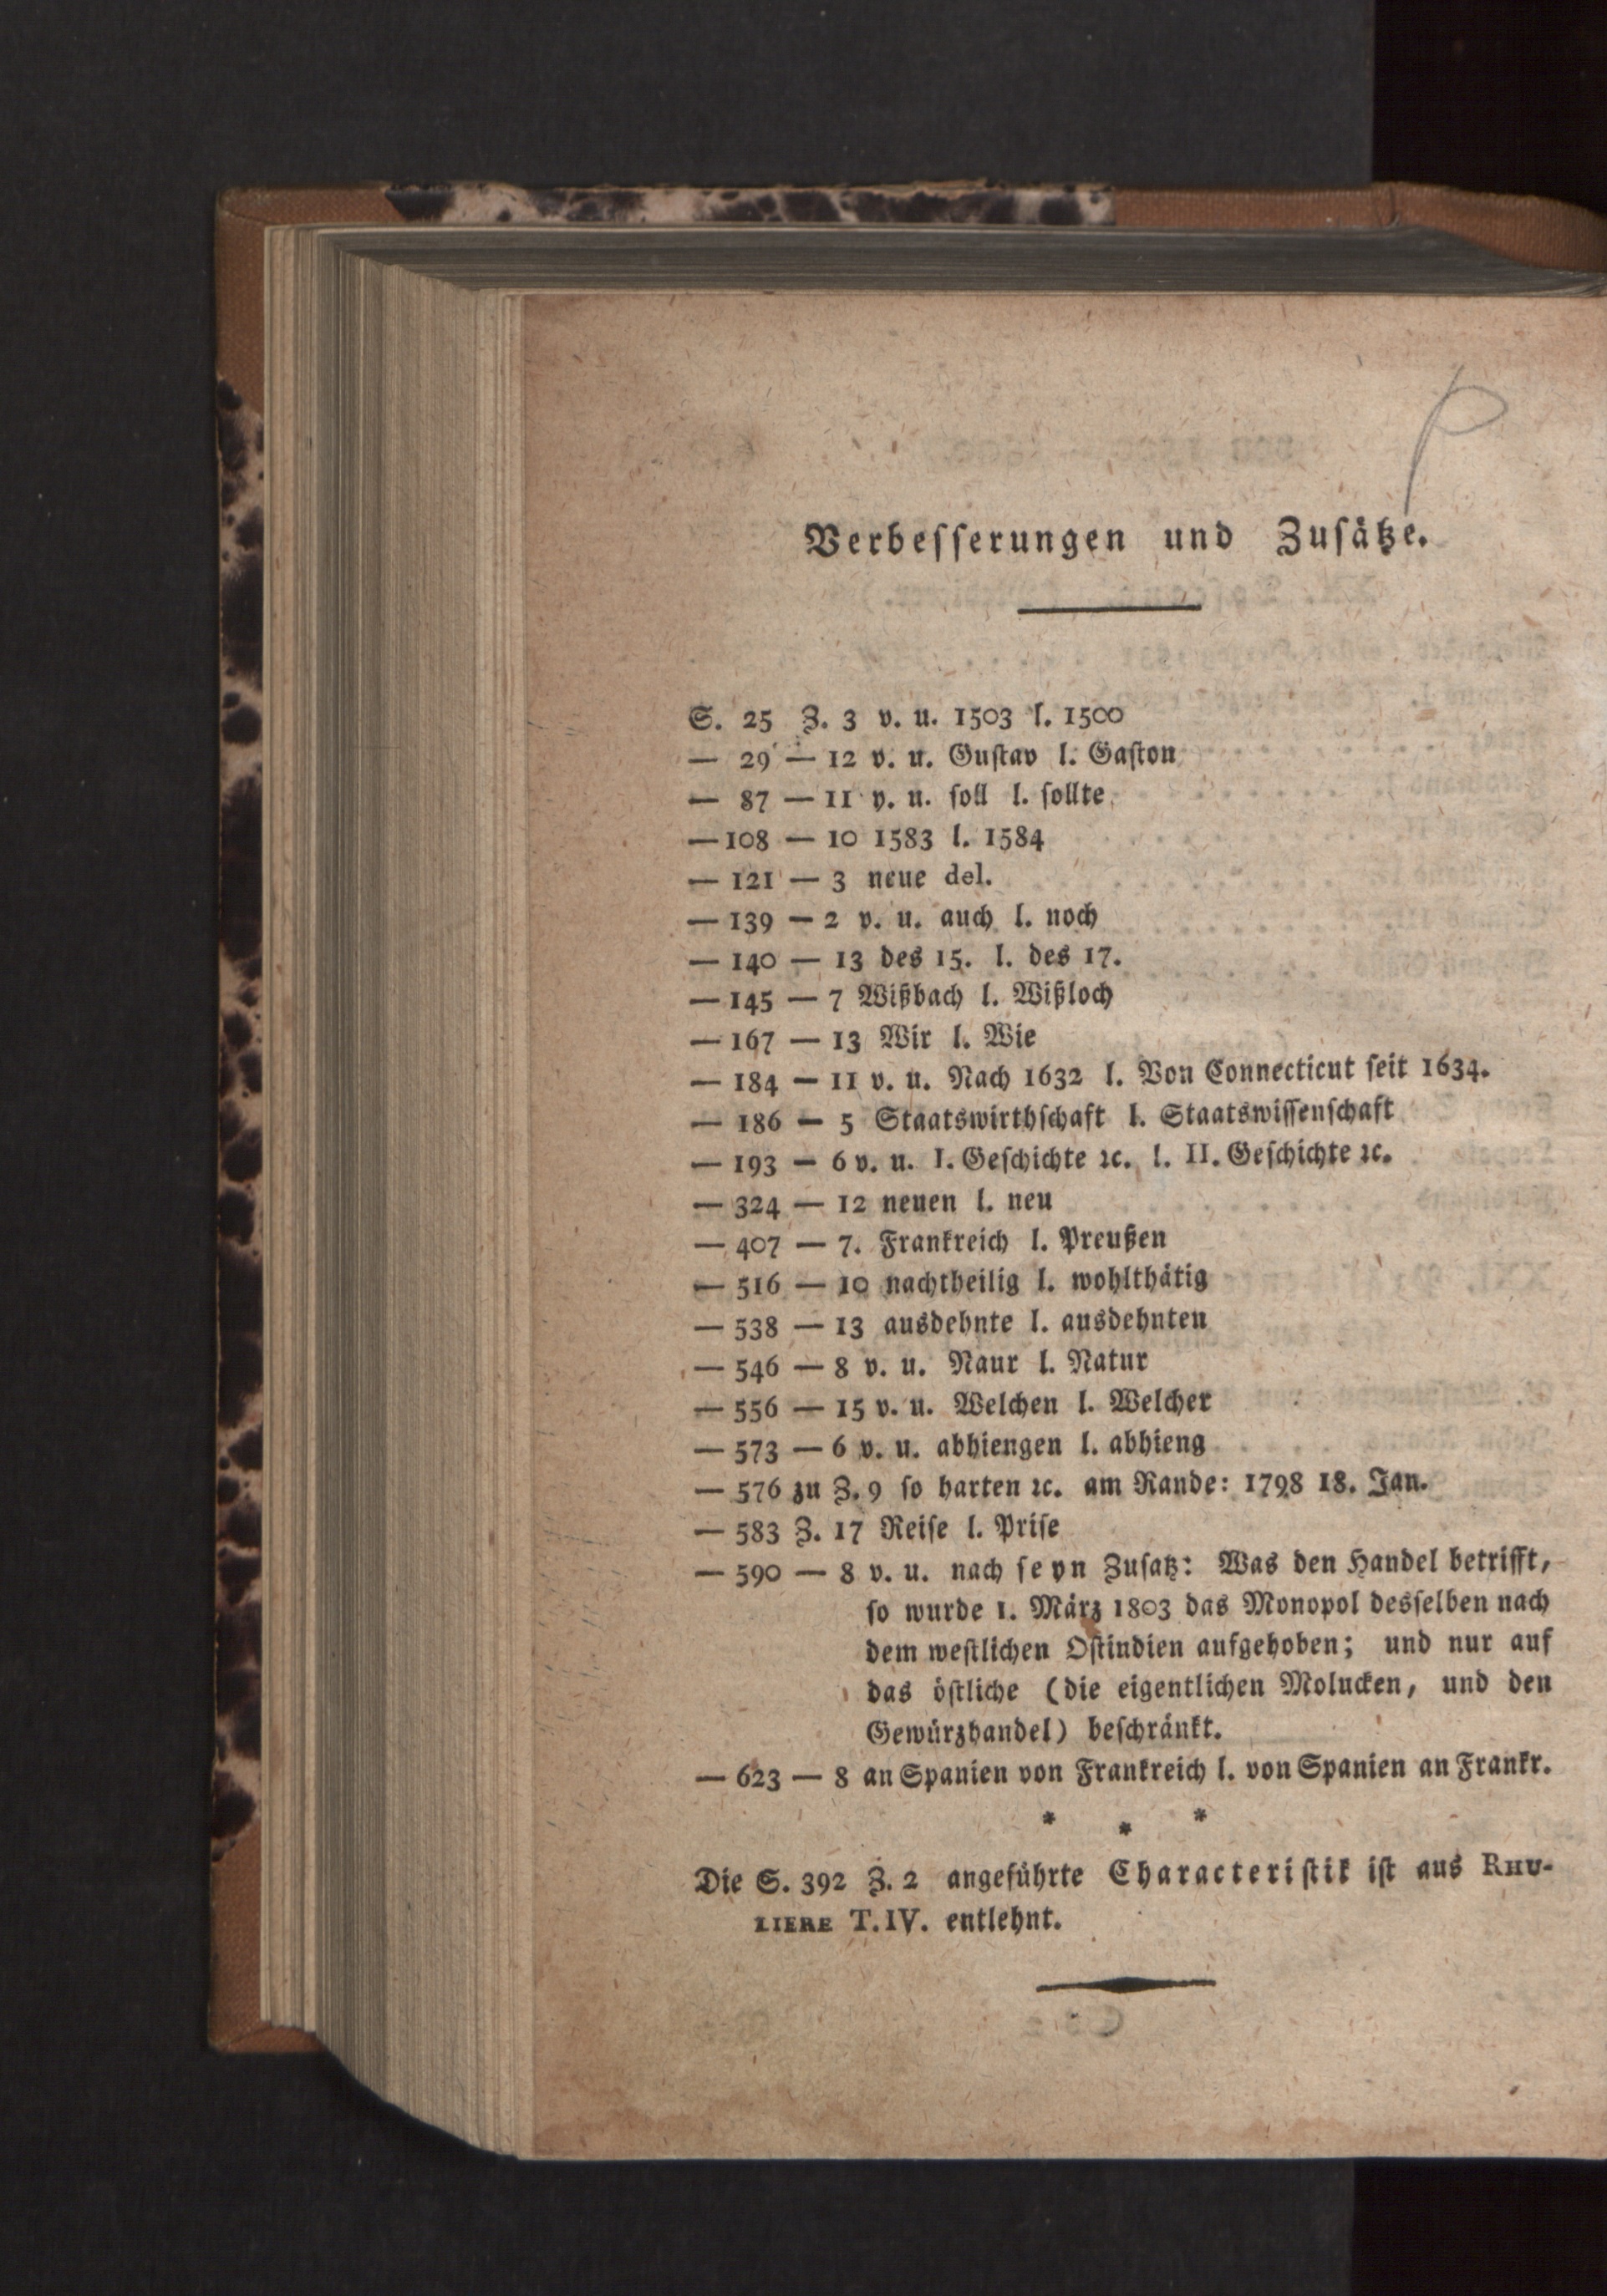 Verbesserungen und Zusätze.
S. 25 Z. 3 v. u. 1503 l. 1500
— 29 — 12 v. u. Gustav l. Gaston
— 87 — 11 v. u. soll l. sollte
— 108 — 10 1583 l. 1584
— 121 — 3 neue del.
— 139 — 2 v. u. auch l. noch
— 140 — 13 des 15. l. des 17.
— 145 — 7 Wißbach l. Wißloch
— 167 — 13 Wir l. Wie
— 184 — 11 v. u. Nach 1632 l. Von Connecticut seit 1634.
— 186 — 5 Staatswirthschaft l. Staatswissenschaft
— 193 — 6 v. u. I. Geschichte ꝛc. l. II. Geschichte ꝛc.
— 324 — 12 neuen l. neu
— 407 — 7. Frankreich l. Preußen
— 516 — 10 nachtheilig l. wohlthätig
— 538 — 13 ausdehnte l. ausdehnten
— 546 — 8 v. u. Naur l. Natur
— 556 — 15 v. u. Welchen l. Welcher
— 573 — 6 v. u. abhiengen l. abhieng
— 576 zu Z. 9 so harten ꝛc. am Rande: 1798 18. Jan.
— 583 Z. 17 Reise l. Prise
— 590 — 8 v. u. nach seyn Zusatz: Was den Handel betrifft,
so wurde 1. März 1803 das Monopol desselben nach
dem westlichen Ostindien aufgehoben; und nur auf
das östliche (die eigentlichen Molucken, und den
Gewürzhandel) beschränkt.
— 623 — 8 an Spanien von Frankreich l. von Spanien an Frankr.
* * *
Die S. 392 Z. 2 angeführte Characteristik ist aus RHU-
LIERE T. IV. entlehnt.